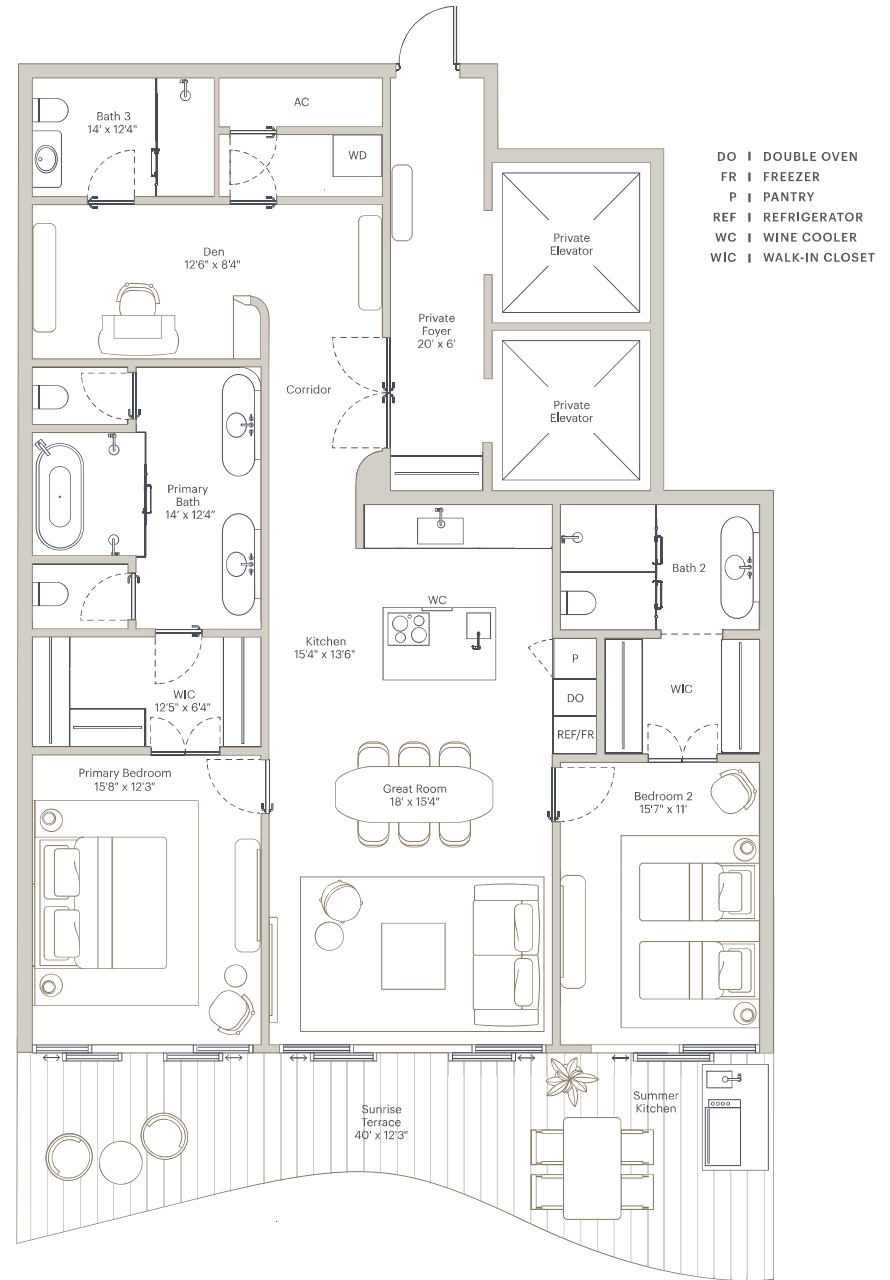 AC
Bath 3
14' x 12'4"
WD
DO | DOUBLE OVEN
FR | FREEZER
P | PANTRY
REF | REFRIGERATOR
WC | WINE COOLER
WIC | WALK-IN CLOSET
Den
12'6" x 8'4"
Private
Elevator
Private
Foyer
20' x 6'
Corridor
Private
Elevator
Primary
Bath
14' x 12'4"
Bath 2
WC
Kitchen
15'4" x 13'6"
P
DO
REF/FR
WIC
12'5" x 6'4"
WIC
Primary Bedroom
15'8" x 12'3"
Great Room
18' x 15'4"
Bedroom 2
15'7" x 11'
Sunrise
Terrace
40' x 12'3"
Summer
Kitchen